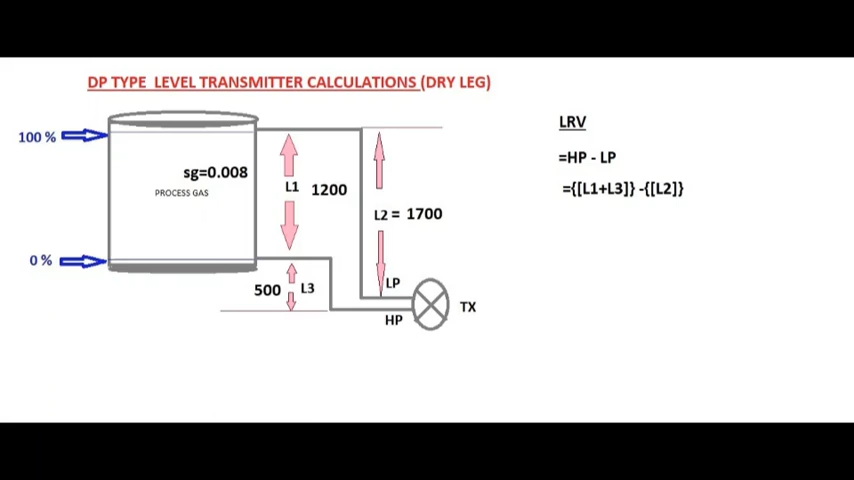 DP TYPE LEVEL TRANSMITTER CALCULATIONS (DRY LEG)
100 %
sg=0.008
PROCESS GAS
L1 1200
L2 = 1700
0 %
500 L3
LP
HP
TX
LRV
=HP - LP
={[L1+L3]} -{[L2]}